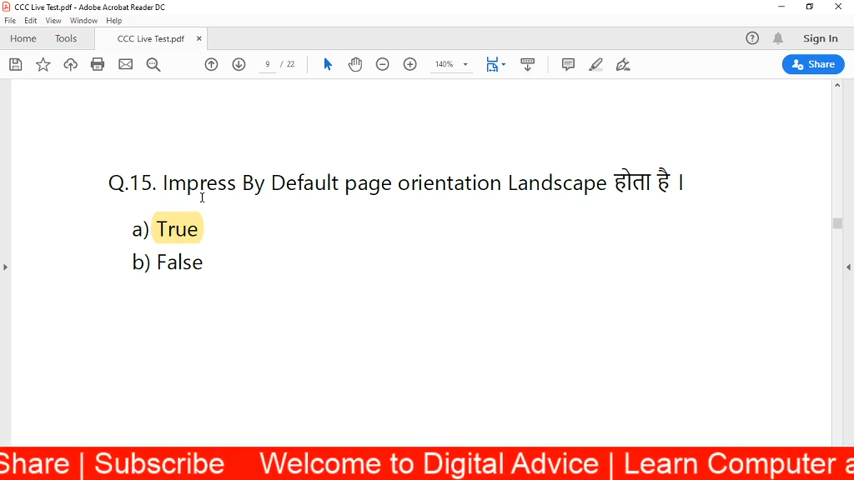 CCC Live Test.pdf - Adobe Acrobat Reader DC
File Edit View Window Help
Home Tools CCC Live Test.pdf × Sign In
9 / 22 140% Share
Q.15. Impress By Default page orientation Landscape होता है ।
a) True
b) False
Share | Subscribe Welcome to Digital Advice | Learn Computer a